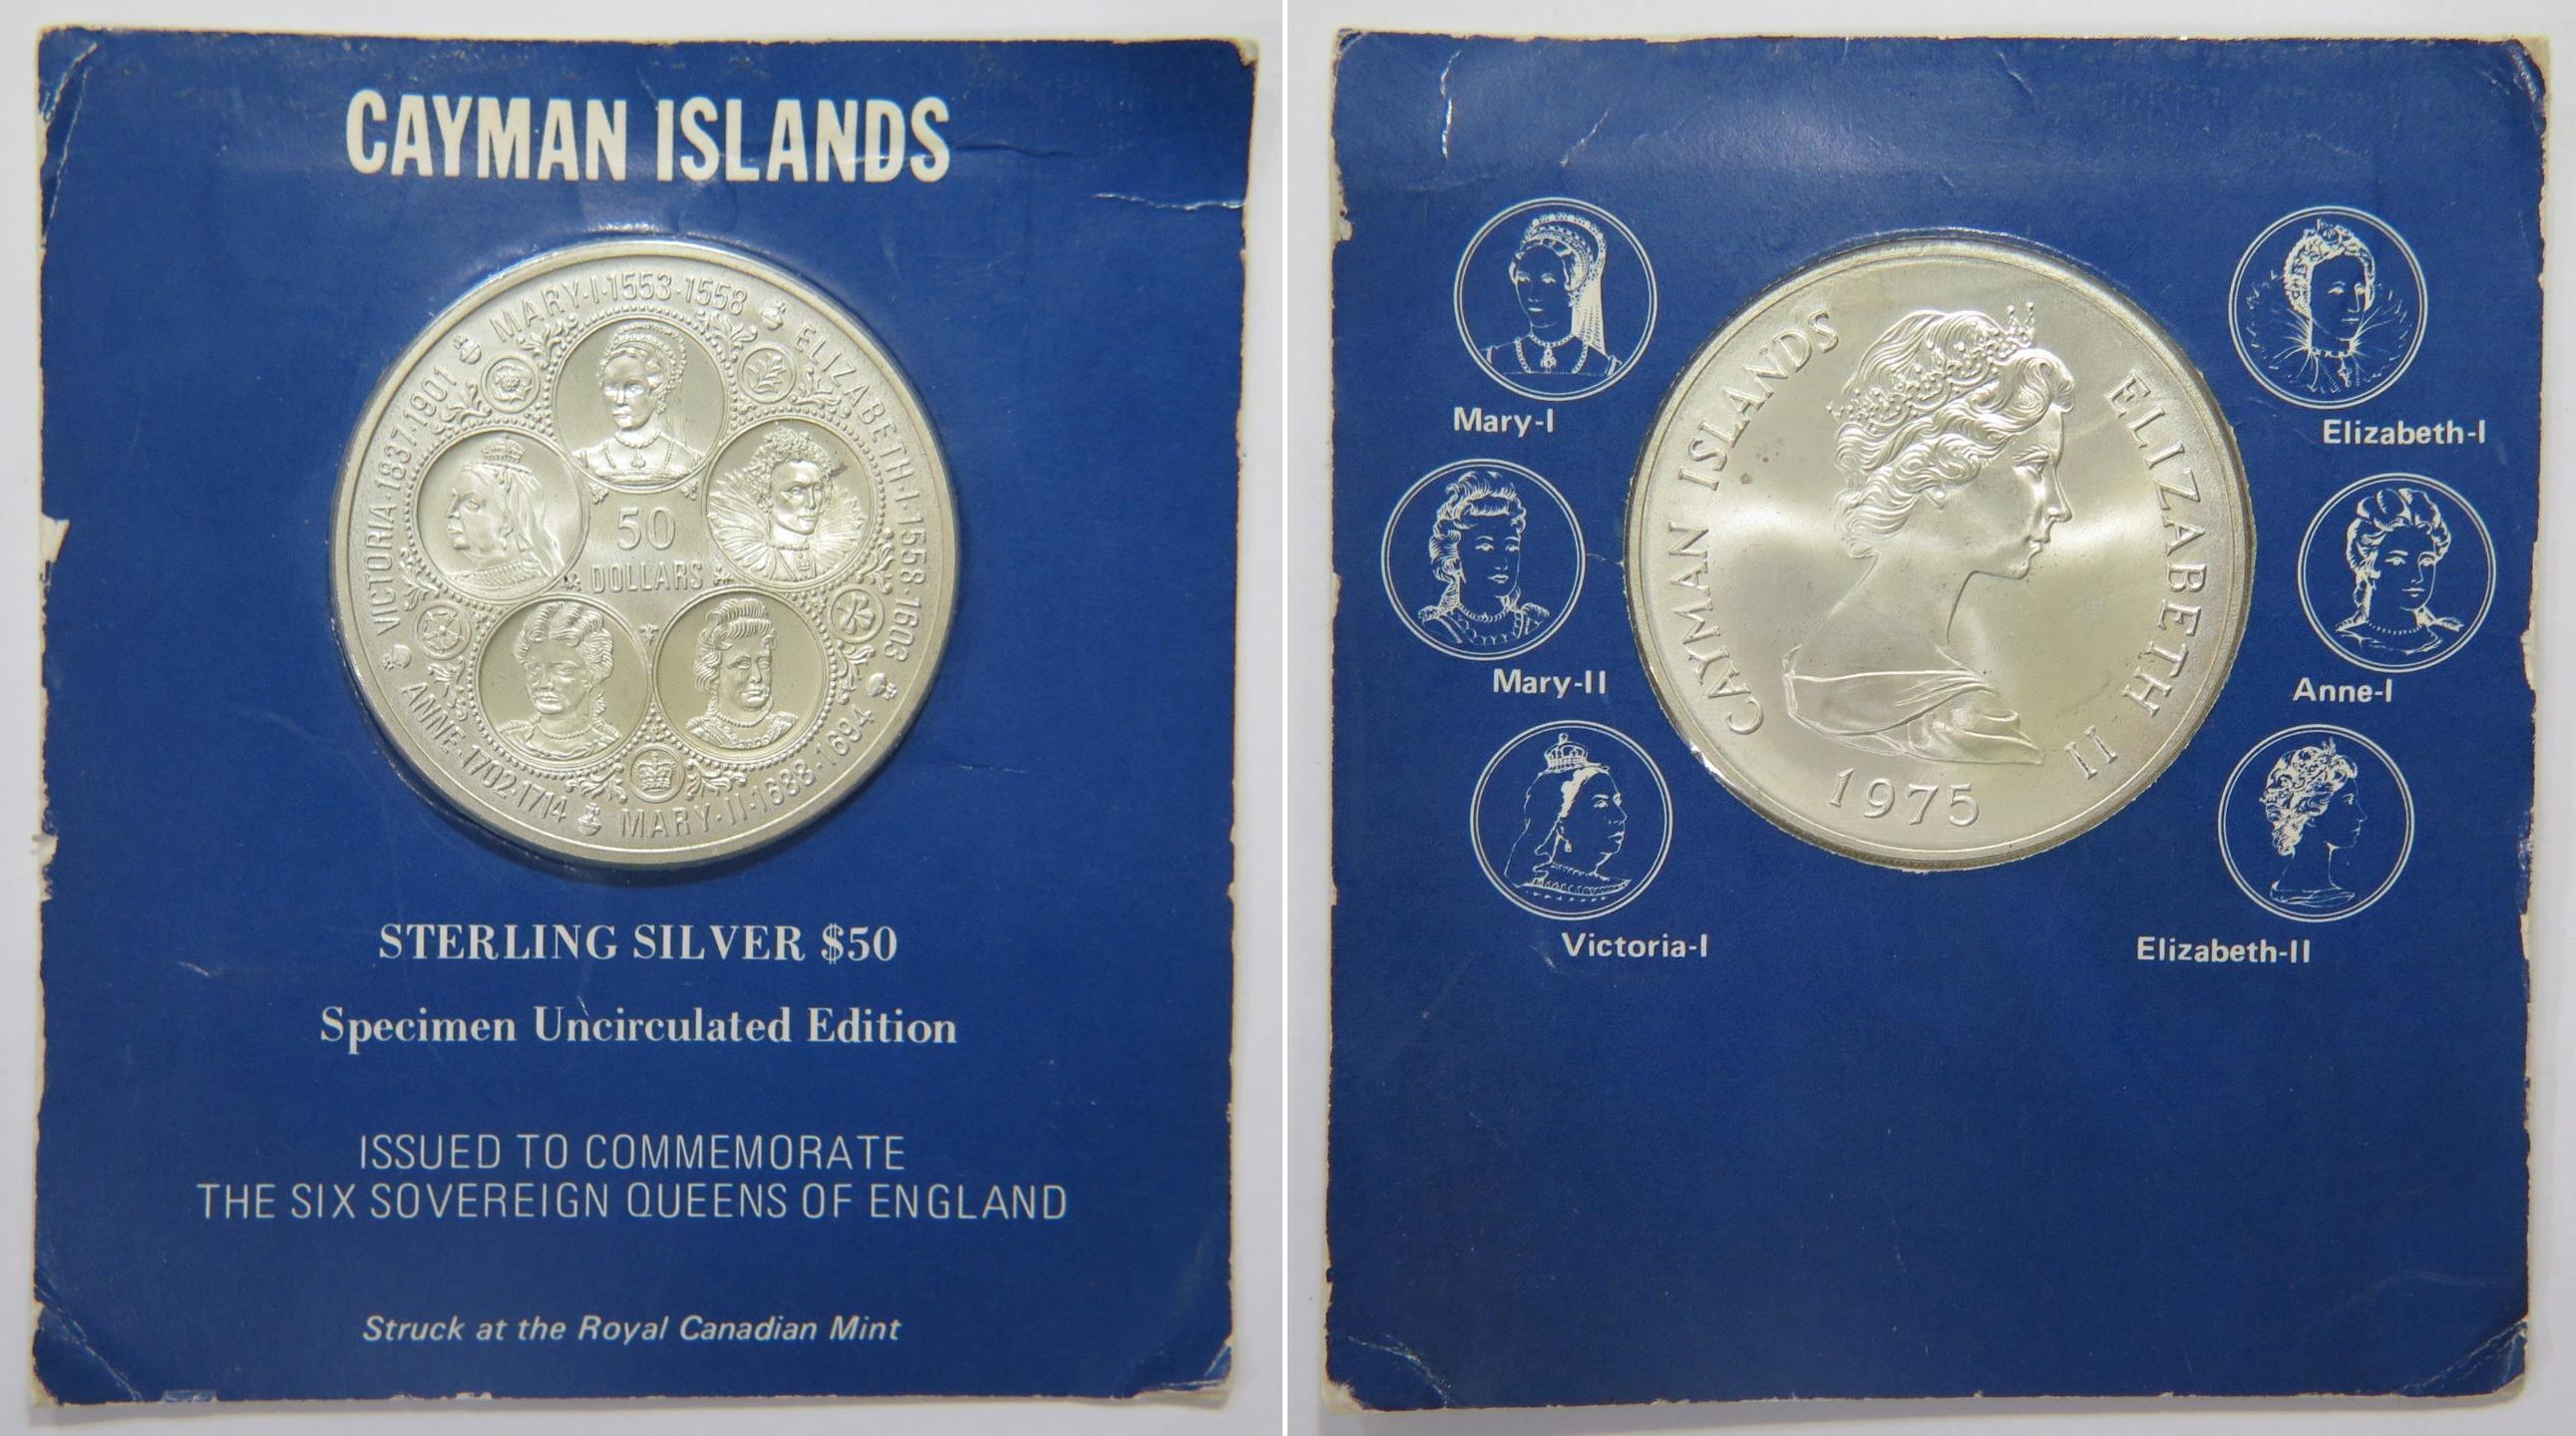 CAYMAN ISLANDS
MARY·I·1553·1558
ELIZABETH·I·1558·1603
MARY·II·1688·1694
ANNE·1702·1714
VICTORIA·1837·1901
50
DOLLARS
STERLING SILVER $50
Specimen Uncirculated Edition
ISSUED TO COMMEMORATE
THE SIX SOVEREIGN QUEENS OF ENGLAND
Struck at the Royal Canadian Mint
CAYMAN ISLANDS
ELIZABETH II
1975
Mary-I
Elizabeth-I
Mary-II
Anne-I
Victoria-I
Elizabeth-II